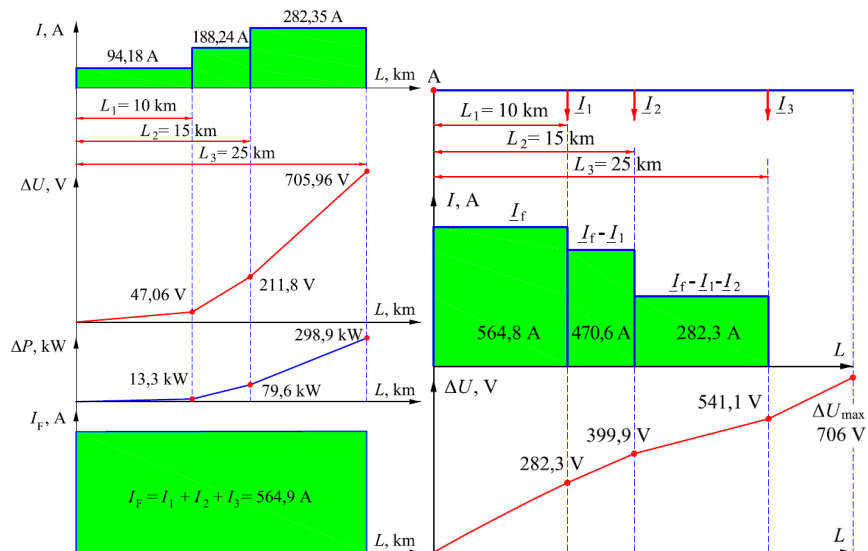 I, A
94,18 A
188,24 A
282,35 A
L, km
L1 = 10 km
L2 = 15 km
L3 = 25 km
ΔU, V
47,06 V
211,8 V
705,96 V
L, km
ΔP, kW
13,3 kW
79,6 kW
298,9 kW
L, km
IF, A
IF = I1 + I2 + I3 = 564,9 A
L, km
A
I1
I2
I3
L1 = 10 km
L2 = 15 km
L3 = 25 km
I, A
If
If - I1
If - I1 - I2
564,8 A
470,6 A
282,3 A
L
ΔU, V
282,3 V
399,9 V
541,1 V
ΔUmax
706 V
L